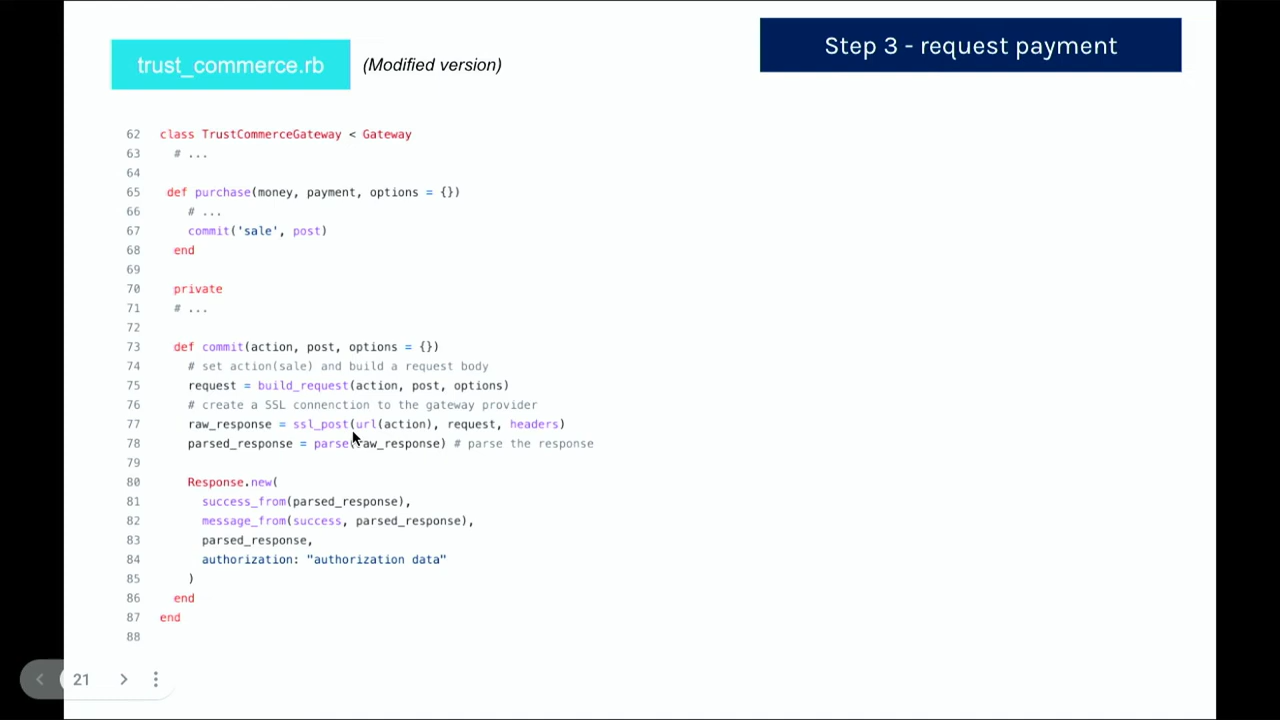 trust_commerce.rb
(Modified version)
Step 3 - request payment
62 class TrustCommerceGateway < Gateway
63 # ...
64
65 def purchase(money, payment, options = {})
66 # ...
67 commit('sale', post)
68 end
69
70 private
71 # ...
72
73 def commit(action, post, options = {})
74 # set action(sale) and build a request body
75 request = build_request(action, post, options)
76 # create a SSL connenction to the gateway provider
77 raw_response = ssl_post(url(action), request, headers)
78 parsed_response = parse(raw_response) # parse the response
79
80 Response.new(
81 success_from(parsed_response),
82 message_from(success, parsed_response),
83 parsed_response,
84 authorization: "authorization data"
85 )
86 end
87 end
88
21